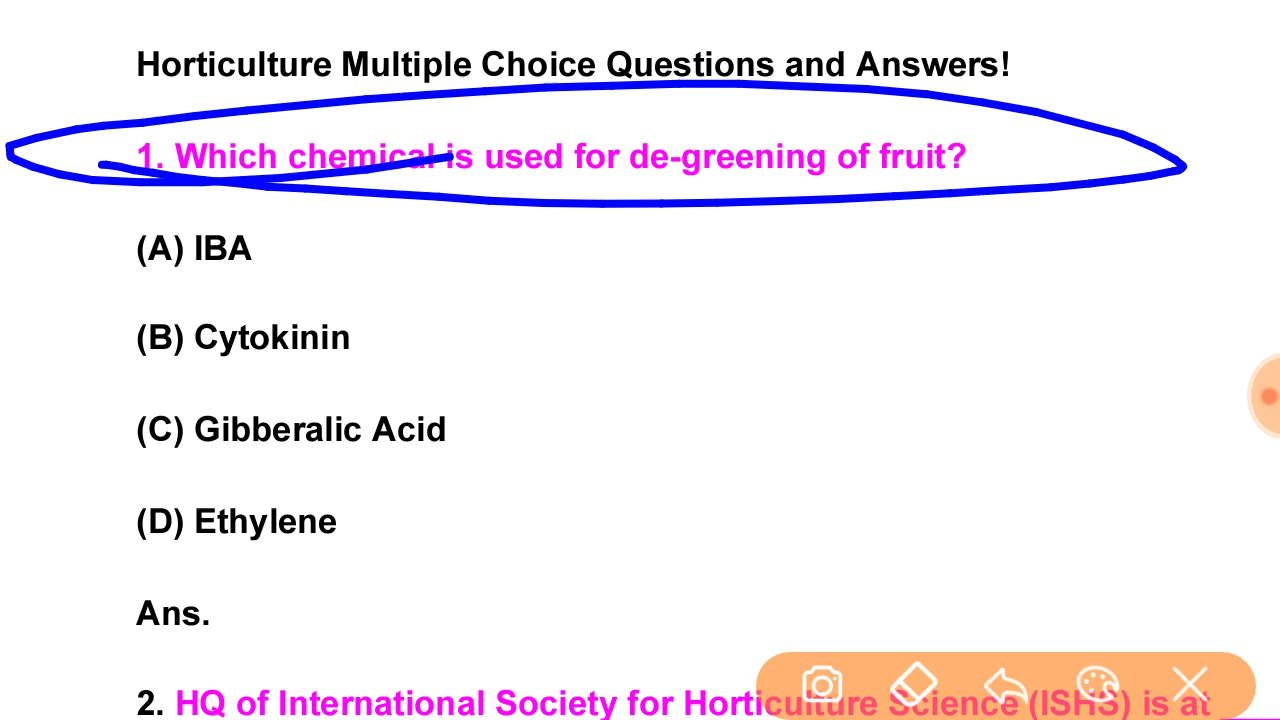 Horticulture Multiple Choice Questions and Answers!
1. Which chemical is used for de-greening of fruit?
(A) IBA
(B) Cytokinin
(C) Gibberalic Acid
(D) Ethylene
Ans.
2. HQ of International Society for Horticulture Science (ISHS) is at